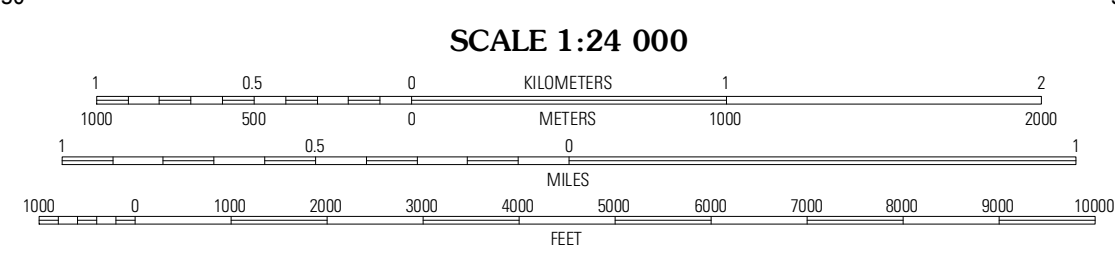 SCALE 1:24 000
1 0.5 0 KILOMETERS 1 2
1000 500 0 METERS 1000 2000
1 0.5 0 1
MILES
1000 0 1000 2000 3000 4000 5000 6000 7000 8000 9000 10000
FEET